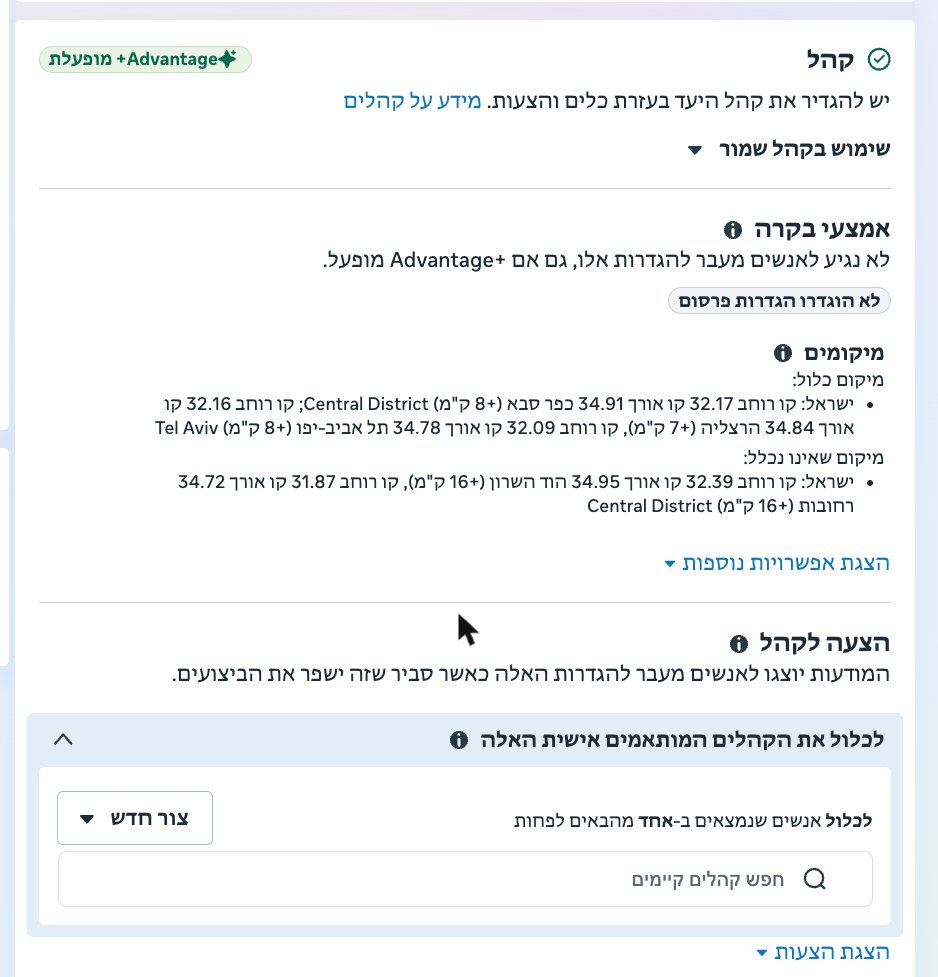 קהל
Advantage+ מופעלת
יש להגדיר את קהל היעד בעזרת כלים והצעות. מידע על קהלים
שימוש בקהל שמור
אמצעי בקרה
לא נגיע לאנשים מעבר להגדרות אלו, גם אם Advantage+ מופעל.
לא הוגדרו הגדרות פרסום
מיקומים
מיקום כלול:
• ישראל: קו רוחב 32.17 קו אורך 34.91 כפר סבא (+8 ק"מ) Central District; קו רוחב 32.16 קו
אורך 34.84 הרצליה (+7 ק"מ), קו רוחב 32.09 קו אורך 34.78 תל אביב-יפו (+8 ק"מ) Tel Aviv
מיקום שאינו נכלל:
• ישראל: קו רוחב 32.39 קו אורך 34.95 הוד השרון (+16 ק"מ), קו רוחב 31.87 קו אורך 34.72
רחובות (+16 ק"מ) Central District
הצגת אפשרויות נוספות
הצעה לקהל
המודעות יוצגו לאנשים מעבר להגדרות האלה כאשר סביר שזה ישפר את הביצועים.
לכלול את הקהלים המותאמים אישית האלה
לכלול אנשים שנמצאים ב-אחד מהבאים לפחות
צור חדש
חפש קהלים קיימים
הצגת הצעות